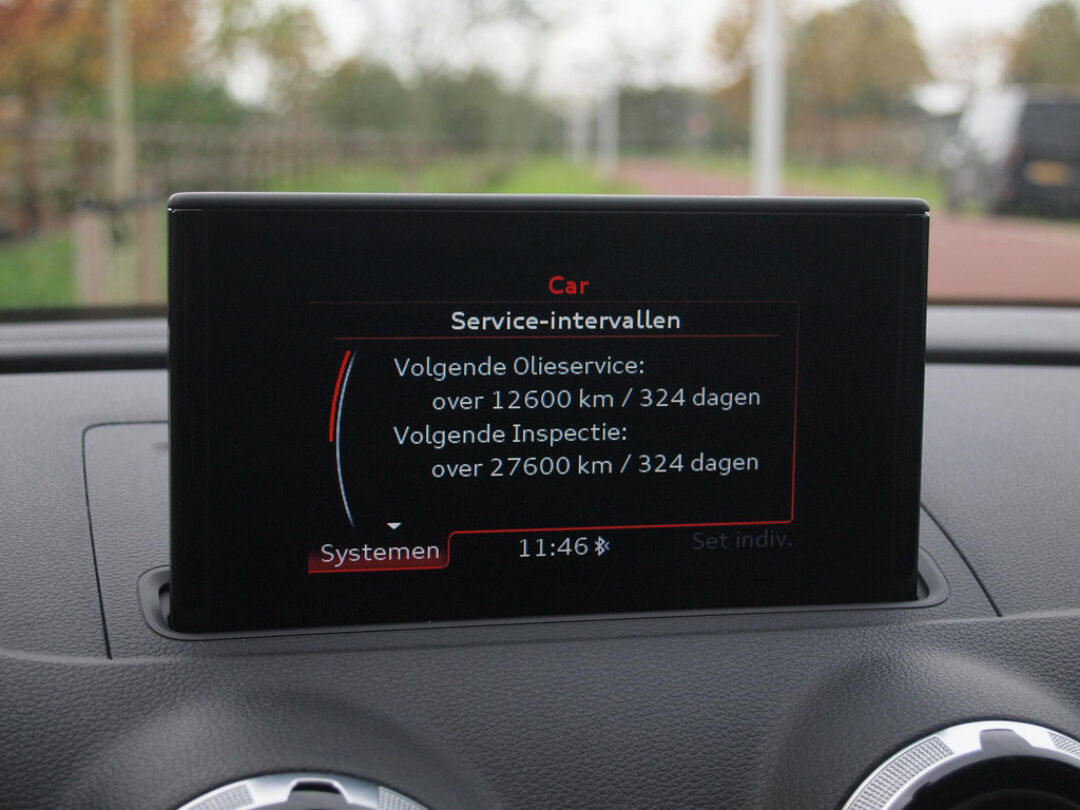 Car
Service-intervallen
Volgende Olieservice:
over 12600 km / 324 dagen
Volgende Inspectie:
over 27600 km / 324 dagen
Systemen
11:46
Set indiv.